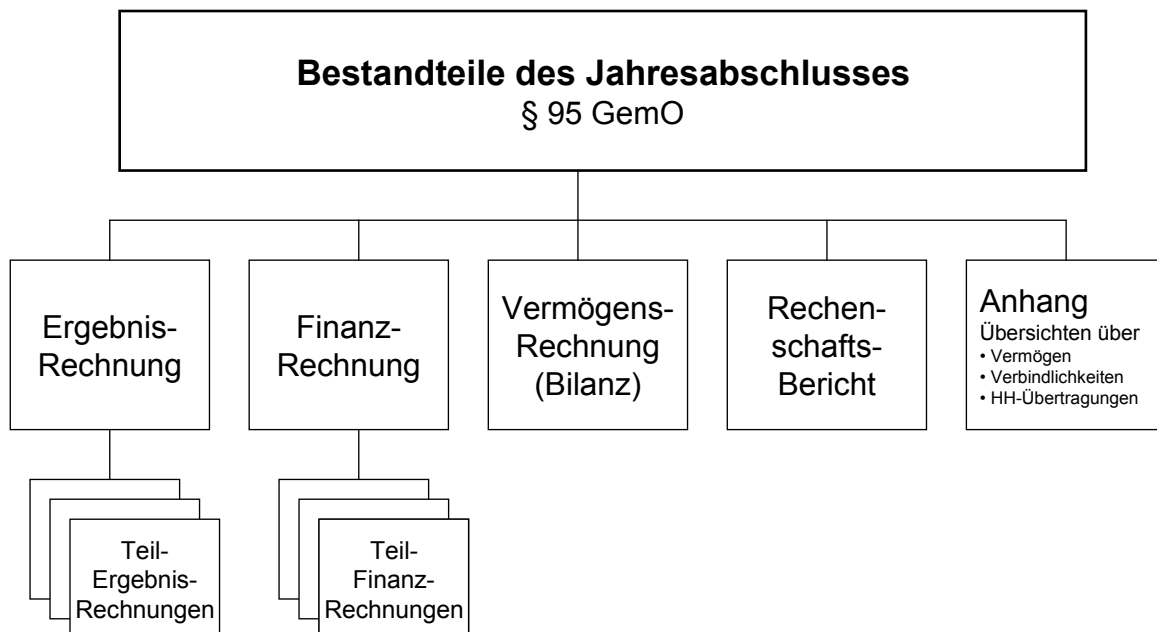 Bestandteile des Jahresabschlusses
§ 95 GemO
Ergebnis-
Rechnung
Finanz-
Rechnung
Vermögens-
Rechnung
(Bilanz)
Rechen-
schafts-
Bericht
Anhang
Übersichten über
• Vermögen
• Verbindlichkeiten
• HH-Übertragungen
Teil-
Ergebnis-
Rechnungen
Teil-
Finanz-
Rechnungen